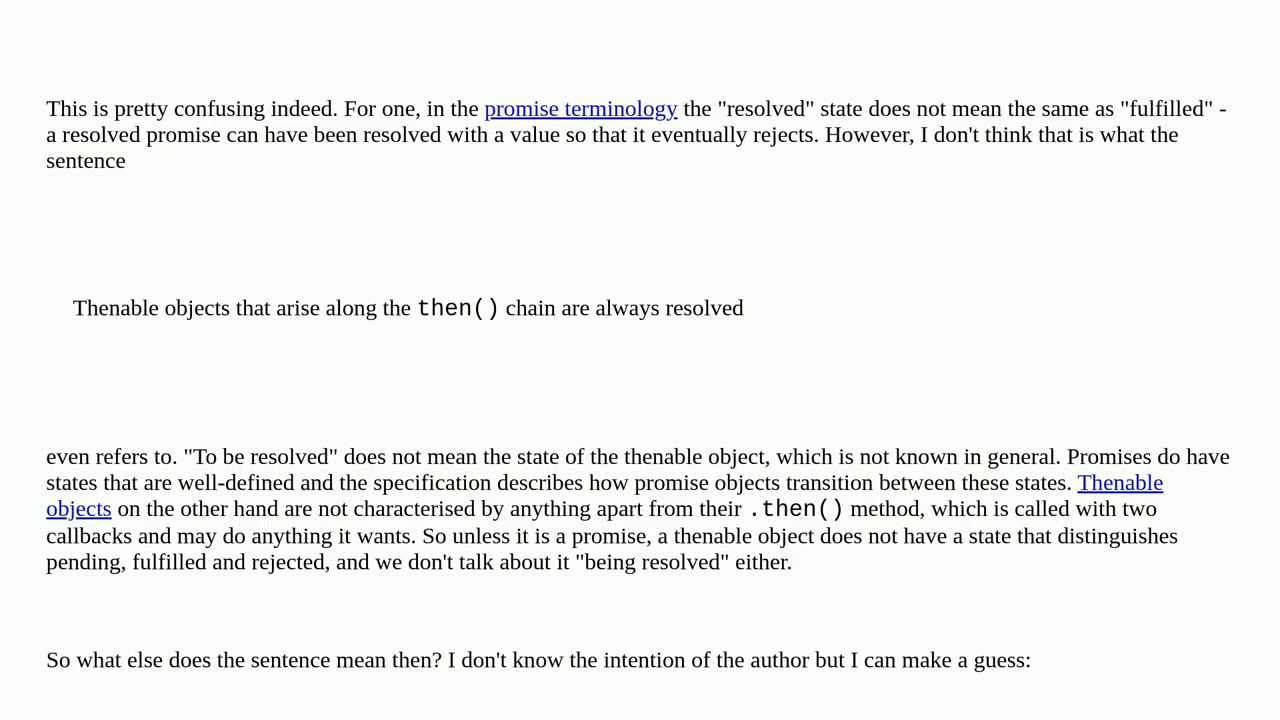 This is pretty confusing indeed. For one, in the promise terminology the "resolved" state does not mean the same as "fulfilled" -
a resolved promise can have been resolved with a value so that it eventually rejects. However, I don't think that is what the
sentence
Thenable objects that arise along the then() chain are always resolved
even refers to. "To be resolved" does not mean the state of the thenable object, which is not known in general. Promises do have
states that are well-defined and the specification describes how promise objects transition between these states. Thenable
objects on the other hand are not characterised by anything apart from their .then() method, which is called with two
callbacks and may do anything it wants. So unless it is a promise, a thenable object does not have a state that distinguishes
pending, fulfilled and rejected, and we don't talk about it "being resolved" either.
So what else does the sentence mean then? I don't know the intention of the author but I can make a guess: